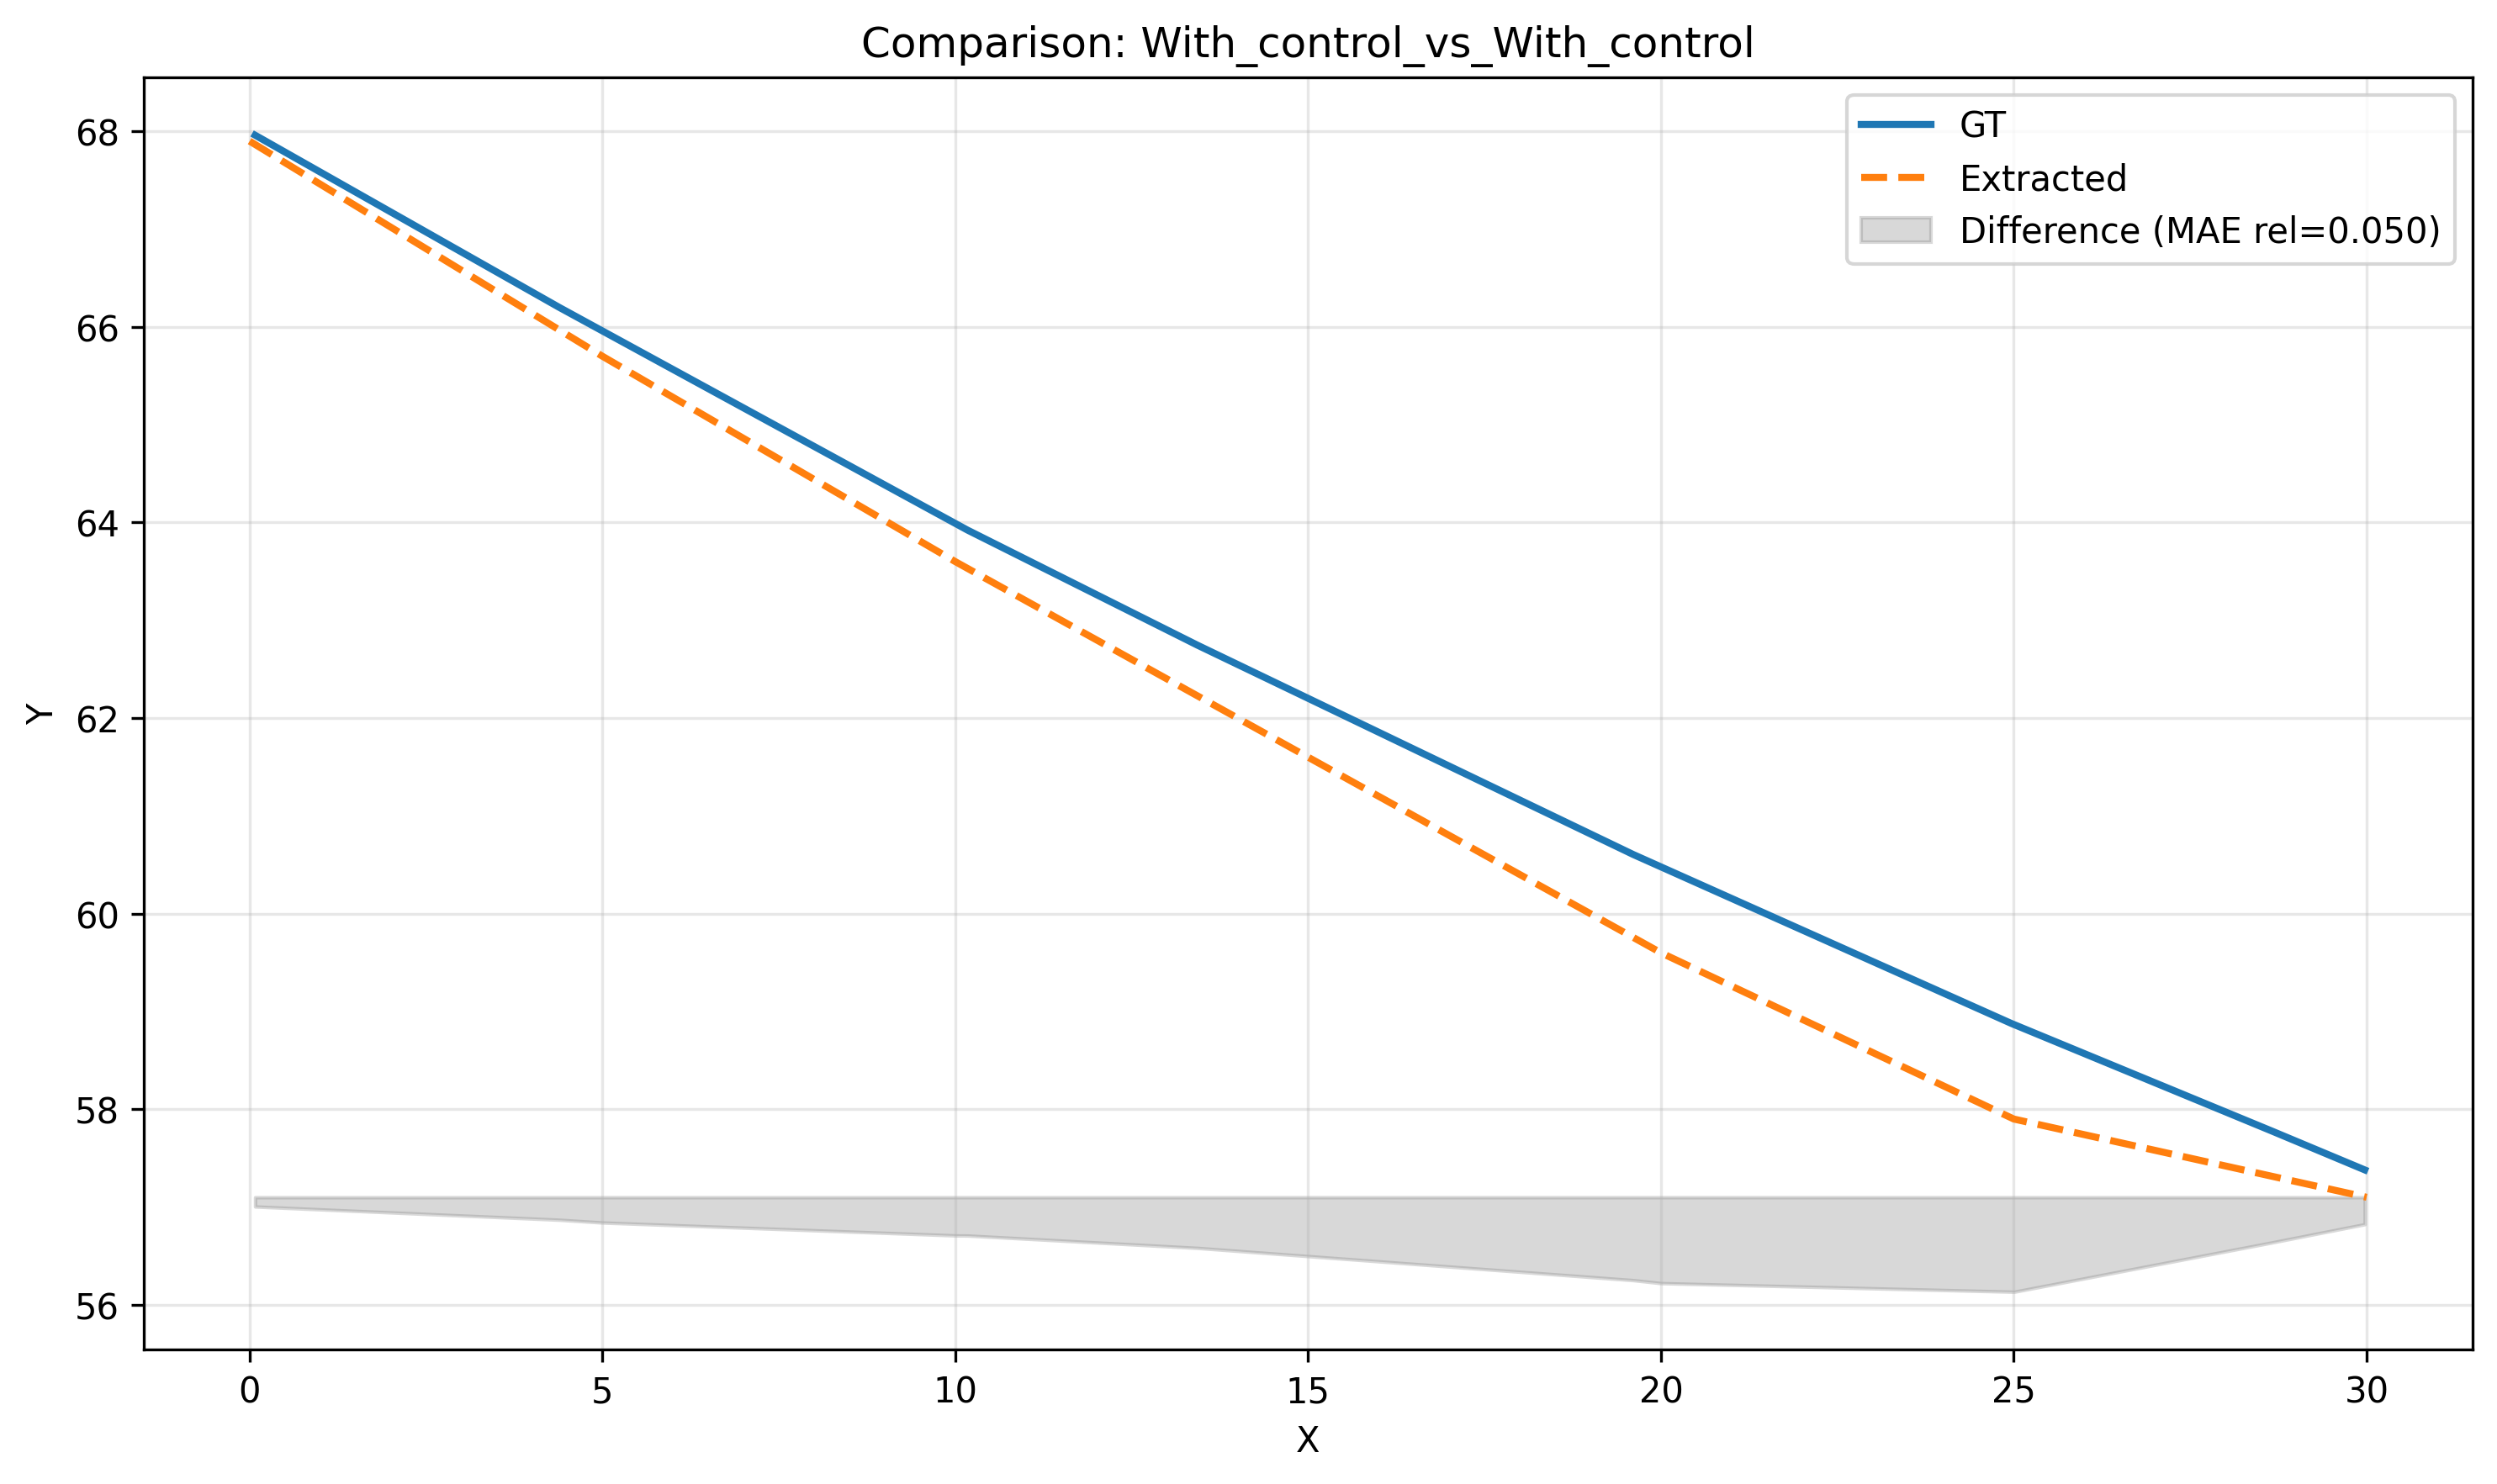 Comparison: With_control_vs_With_control
GT
Extracted
Difference (MAE rel=0.050)
Y
68
66
64
62
60
58
56
0 5 10 15 20 25 30
X